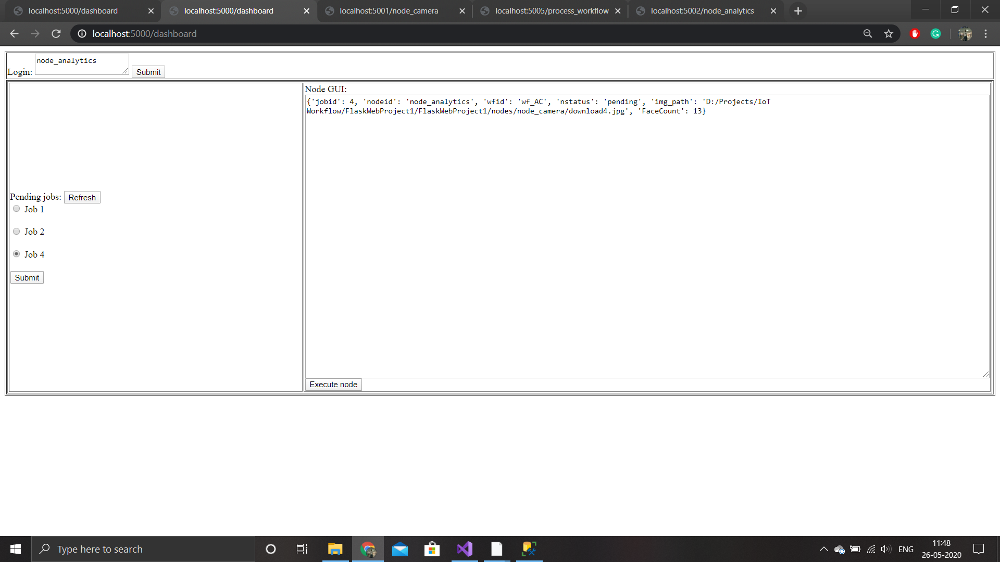 localhost:5000/dashboard
localhost:5000/dashboard
localhost:5001/node_camera
localhost:5005/process_workflow
localhost:5002/node_analytics
localhost:5000/dashboard
node_analytics
Login:
Submit
Pending jobs:
Refresh
Job 1
Job 2
Job 4
Submit
Node GUI:
{'jobid': 4, 'nodeid': 'node_analytics', 'wfid': 'wf_AC', 'nstatus': 'pending', 'img_path': 'D:/Projects/IoT
Workflow/FlaskWebProject1/FlaskWebProject1/nodes/node_camera/download4.jpg', 'FaceCount': 13}
Execute node
Type here to search
ENG
11:48
26-05-2020